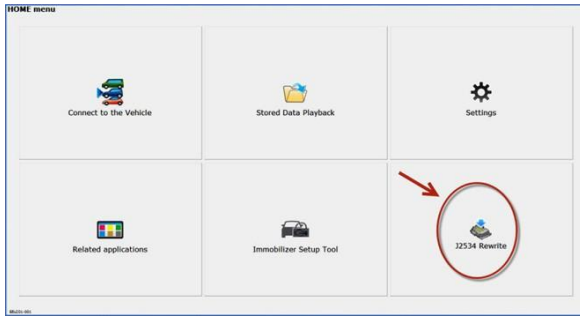 HOME menu
Connect to the Vehicle
Stored Data Playback
Settings
Related applications
Immobilizer Setup Tool
J2534 Rewrite